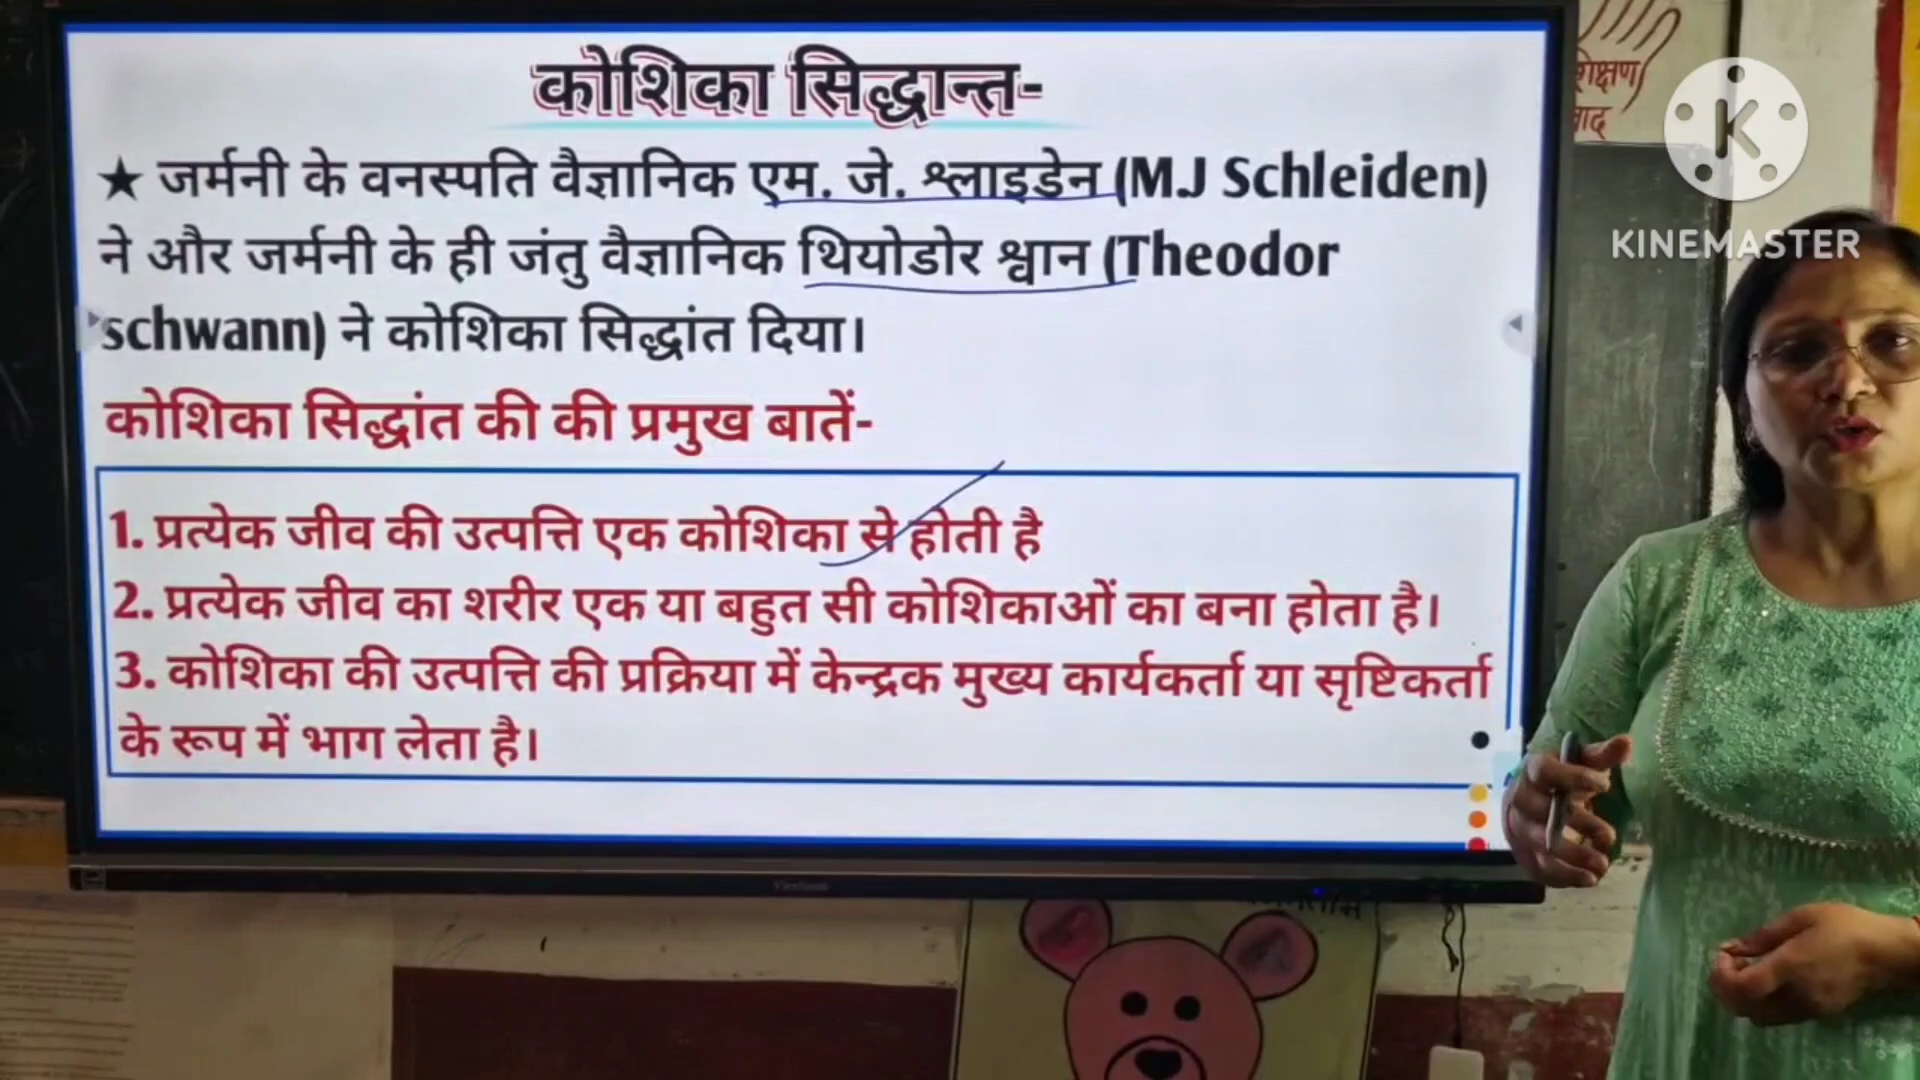 कोशिका सिद्धान्त-
★ जर्मनी के वनस्पति वैज्ञानिक एम. जे. श्लाइडेन (M.J Schleiden)
ने और जर्मनी के ही जंतु वैज्ञानिक थियोडोर श्वान (Theodor
schwann) ने कोशिका सिद्धांत दिया।
कोशिका सिद्धांत की की प्रमुख बातें-
1. प्रत्येक जीव की उत्पत्ति एक कोशिका से होती है
2. प्रत्येक जीव का शरीर एक या बहुत सी कोशिकाओं का बना होता है।
3. कोशिका की उत्पत्ति की प्रक्रिया में केन्द्रक मुख्य कार्यकर्ता या सृष्टिकर्ता
के रूप में भाग लेता है।
K
KINEMASTER